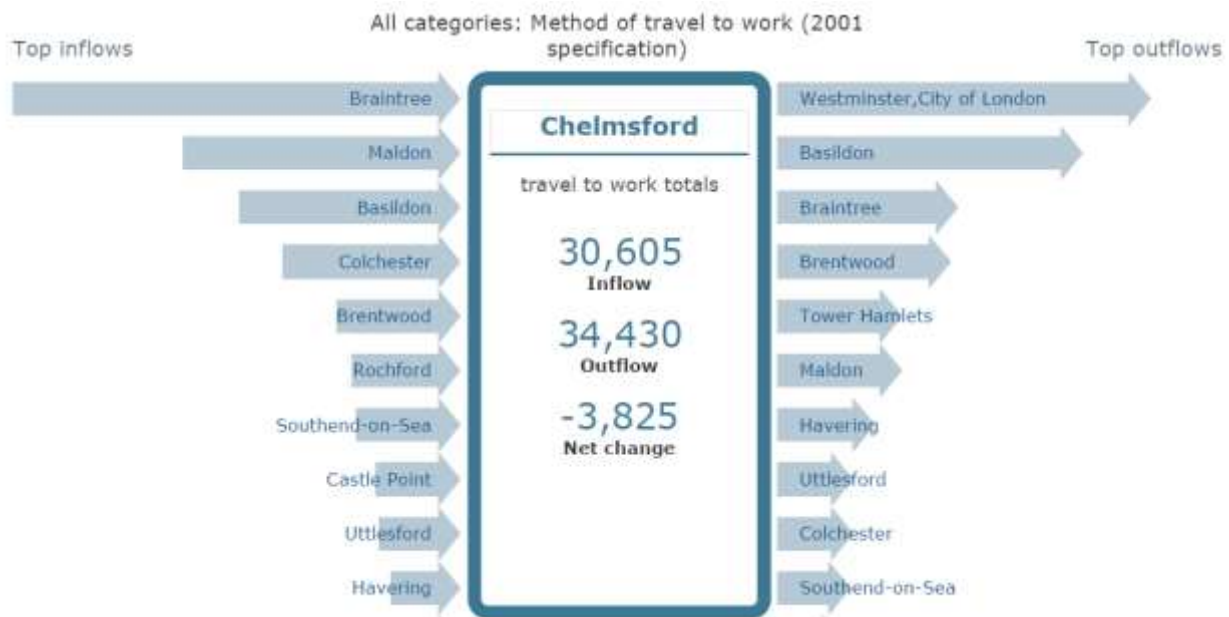 All categories: Method of travel to work (2001
specification)
Top inflows
Top outflows
Braintree
Maldon
Basildon
Colchester
Brentwood
Rochford
Southend-on-Sea
Castle Point
Uttlesford
Havering
Chelmsford
travel to work totals
30,605
Inflow
34,430
Outflow
-3,825
Net change
Westminster,City of London
Basildon
Braintree
Brentwood
Tower Hamlets
Maldon
Havering
Uttlesford
Colchester
Southend-on-Sea